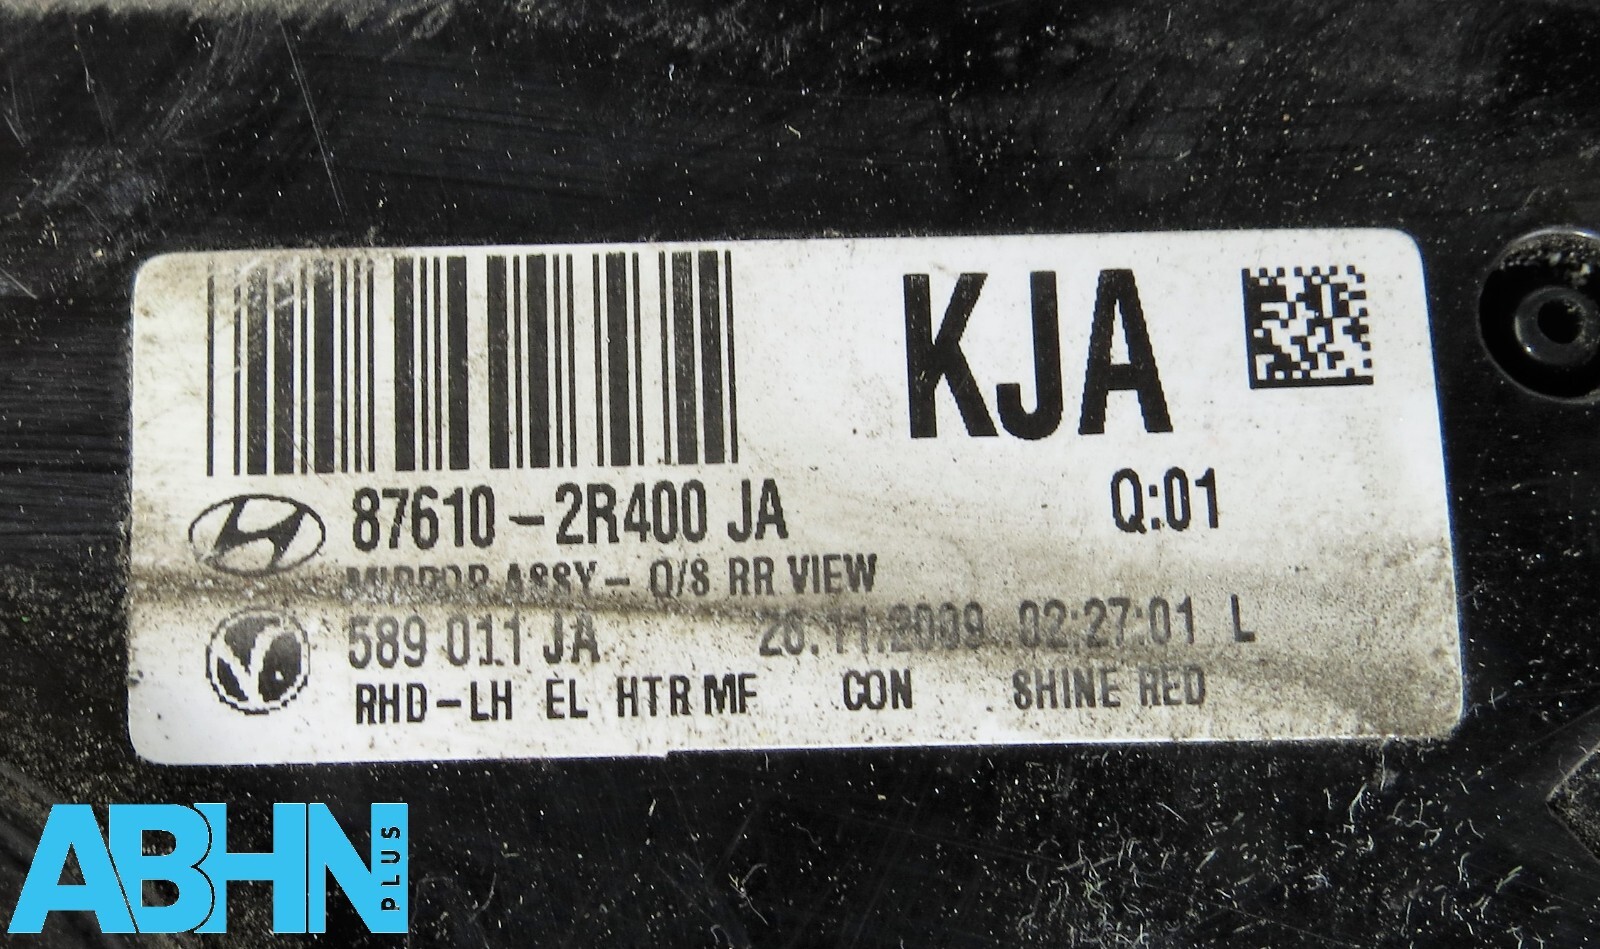 KJA
Q:01
87610-2R400 JA
MIRROR ASSY- O/S RR VIEW
589 011 JA 26.11.2009 02:27:01 L
RHD-LH EL HTR MF CON SHINE RED
ABHN PLUS